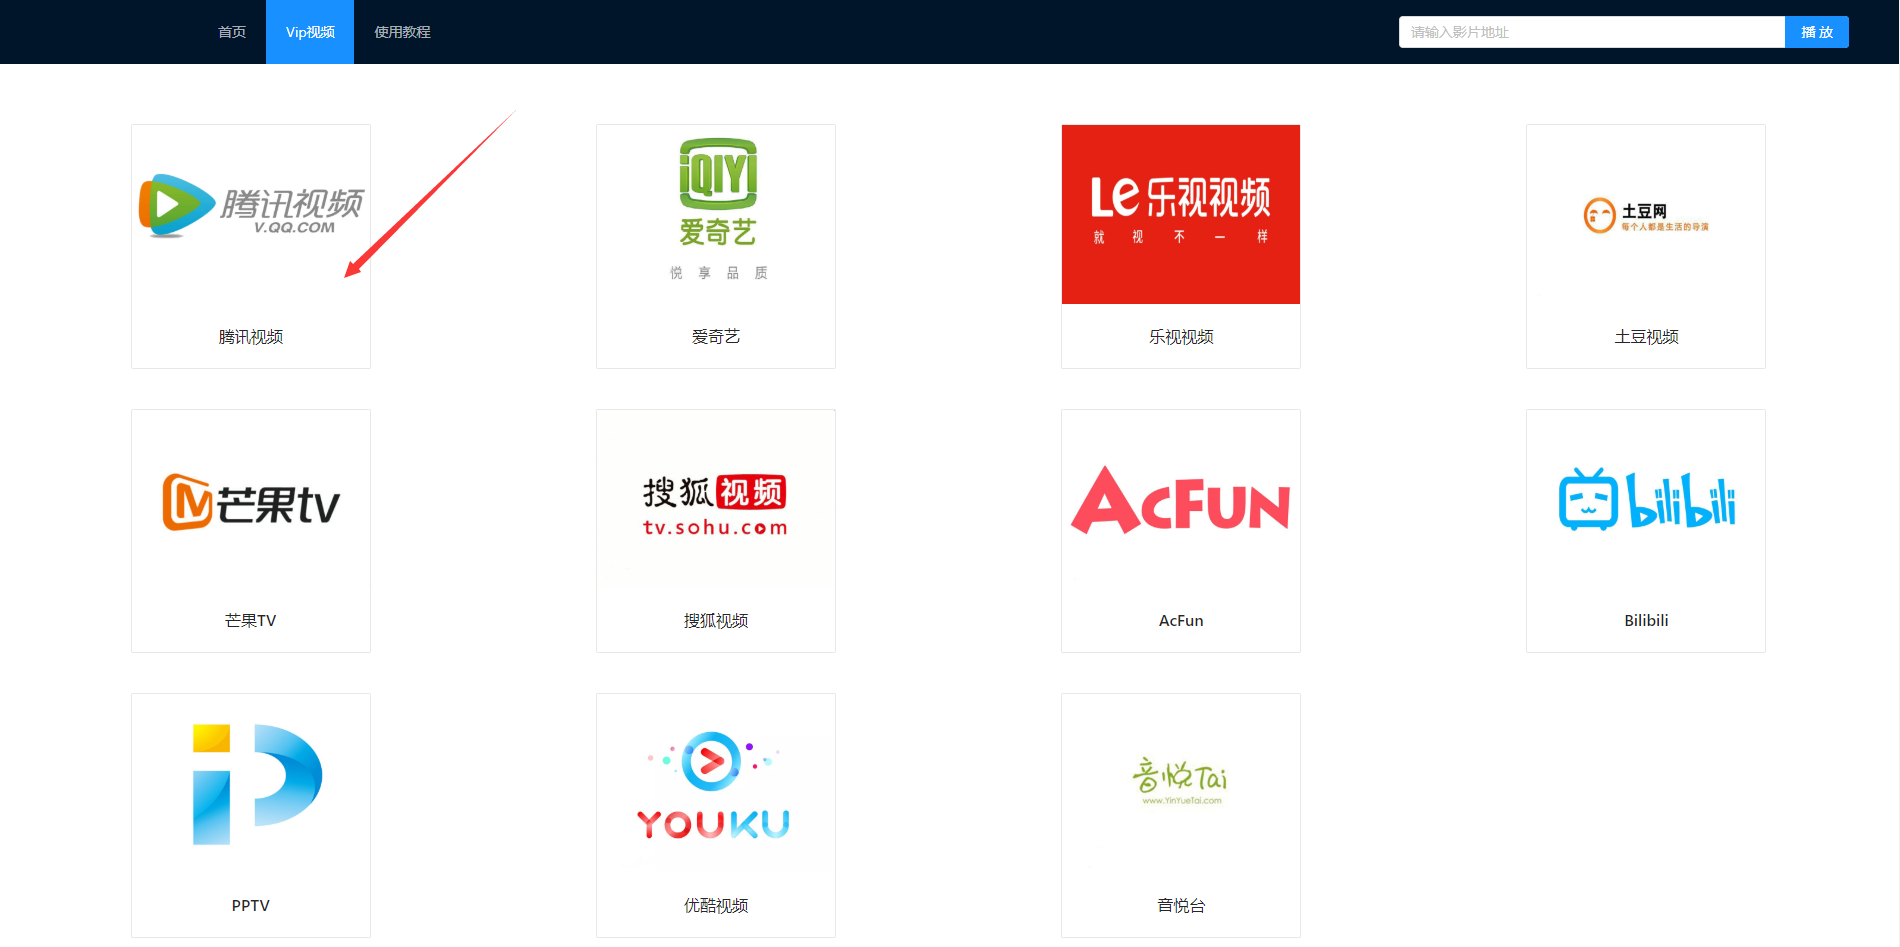 首页 Vip视频 使用教程 请输入影片地址 播 放
腾讯视频
V.QQ.COM
腾讯视频
iQIYI
爱奇艺
悦 享 品 质
爱奇艺
Le 乐视视频
就 视 不 一 样
乐视视频
土豆网
每个人都是生活的导演
土豆视频
芒果tv
芒果TV
搜狐视频
tv.sohu.com
搜狐视频
AcFun
AcFun
bilibili
Bilibili
PPTV
YOUKU
优酷视频
音悦Tai
www.YinYueTai.com
音悦台